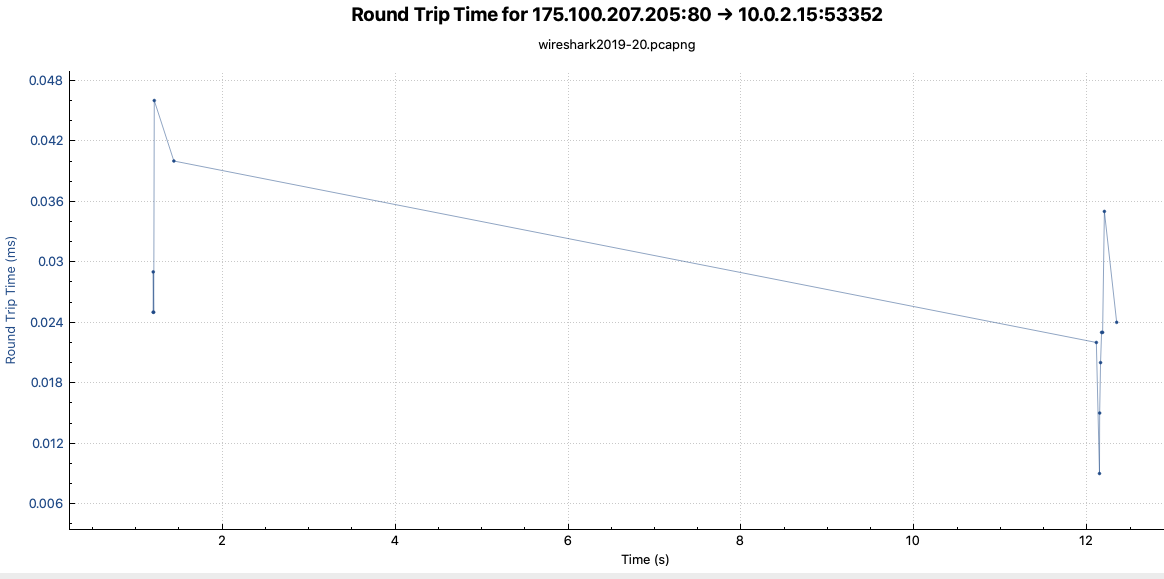 Round Trip Time for 175.100.207.205:80 → 10.0.2.15:53352
wireshark2019-20.pcapng
0.048
0.042
0.036
0.03
0.024
0.018
0.012
0.006
Round Trip Time (ms)
2 4 6 8 10 12
Time (s)